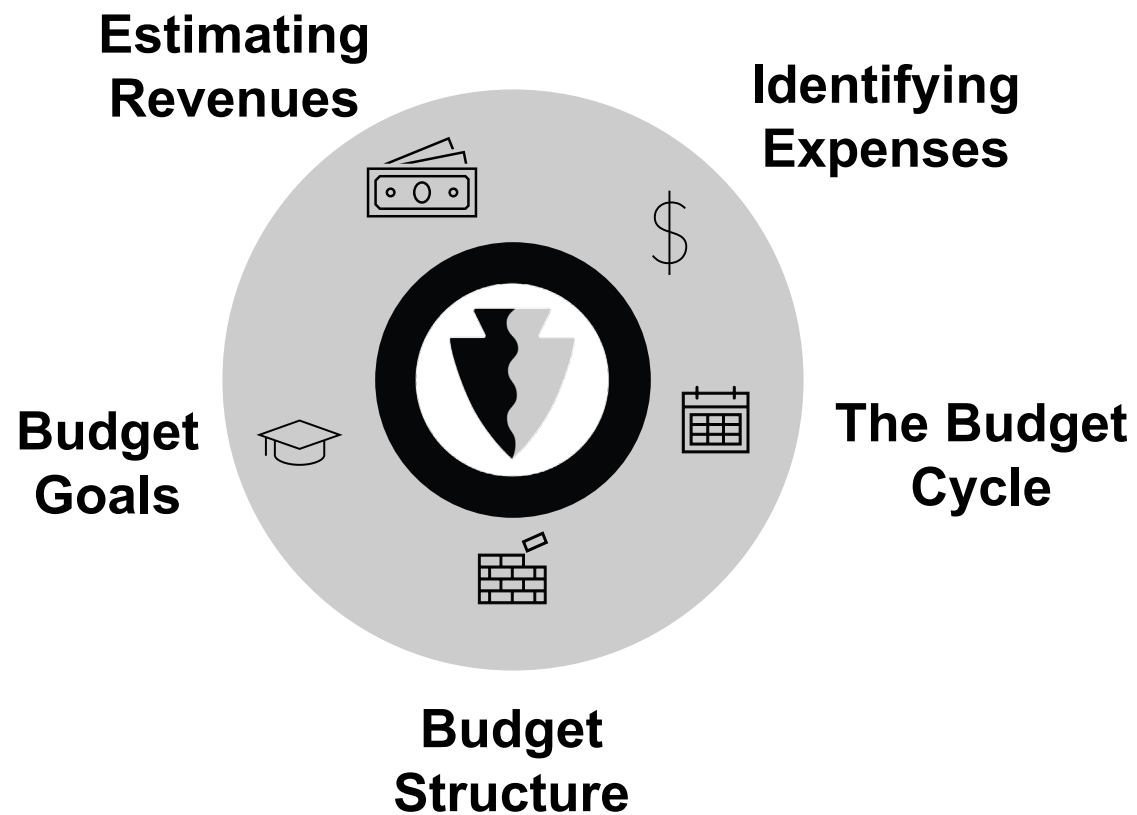 Estimating
Revenues
Identifying
Expenses
Budget
Goals
The Budget
Cycle
Budget
Structure